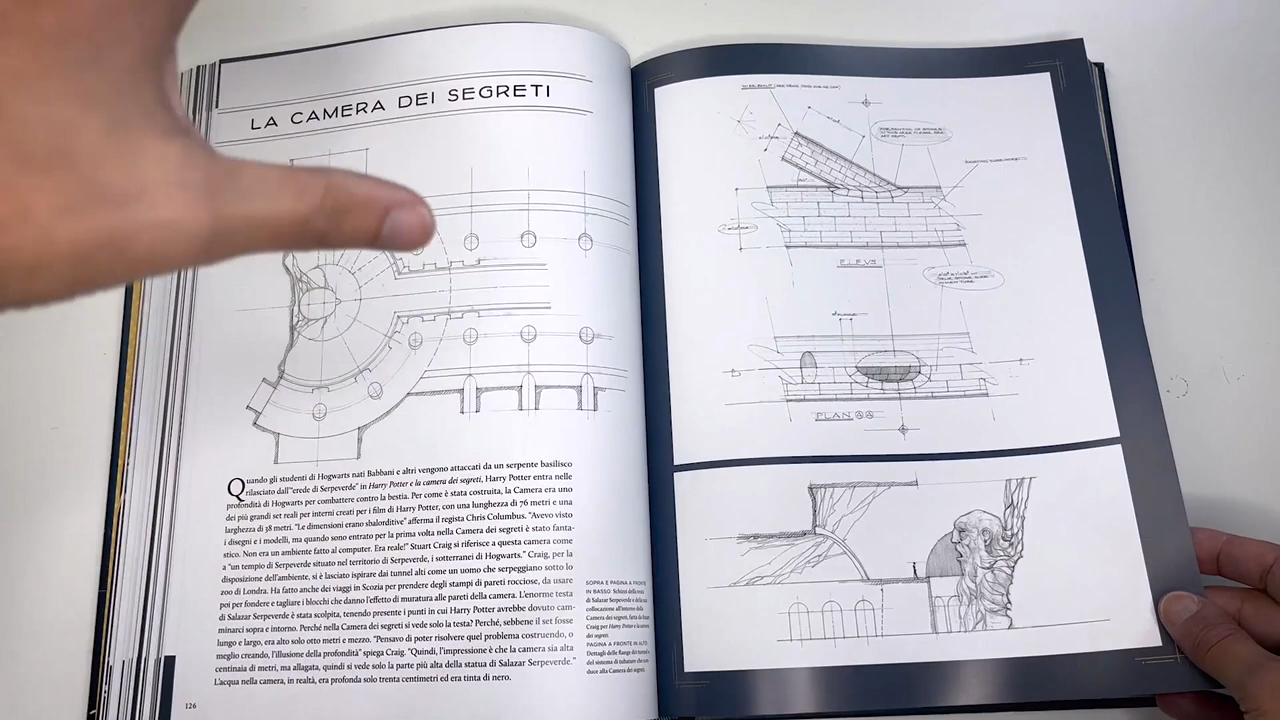 LA CAMERA DEI SEGRETI
Quando gli studenti di Hogwarts nati Babbani e altri vengono attaccati da un serpente basilisco
rilasciato dall'"erede di Serpeverde" in Harry Potter e la camera dei segreti, Harry Potter entra nelle
profondità di Hogwarts per combattere contro la bestia. Per come è stata costruita, la Camera era uno
dei più grandi set reali per interni creati per i film di Harry Potter, con una lunghezza di 76 metri e una
larghezza di 38 metri. "Le dimensioni erano sbalorditive" afferma il regista Chris Columbus. "Avevo visto
i disegni e i modelli, ma quando sono entrato per la prima volta nella Camera dei segreti è stato fanta-
stico. Non era un ambiente fatto al computer. Era reale!" Stuart Craig si riferisce a questa camera come
a "un tempio di Serpeverde situato nel territorio di Serpeverde, i sotterranei di Hogwarts." Craig, per la
disposizione dell'ambiente, si è lasciato ispirare dai tunnel alti come un uomo che serpeggiano sotto lo
zoo di Londra. Ha fatto anche dei viaggi in Scozia per prendere degli stampi di pareti rocciose, da usare
poi per fondere e tagliare i blocchi che danno l'effetto di muratura alle pareti della camera. L'enorme testa
di Salazar Serpeverde è stata scolpita, tenendo presente i punti in cui Harry Potter avrebbe dovuto cam-
minarci sopra e intorno. Perché nella Camera dei segreti si vede solo la testa? Perché, sebbene il set fosse
lungo e largo, era alto solo otto metri e mezzo. "Pensavo di poter risolvere quel problema costruendo, o
meglio creando, l'illusione della profondità" spiega Craig. "Quindi, l'impressione è che la camera sia alta
centinaia di metri, ma allagata, quindi si vede solo la parte più alta della statua di Salazar Serpeverde."
L'acqua nella camera, in realtà, era profonda solo trenta centimetri ed era tinta di nero.
SOPRA E PAGINA A FRONTE
IN BASSO: Schizzi della testa
di Salazar Serpeverde e della sua
collocazione all'interno della
Camera dei segreti, fatta da Stuart
Craig per Harry Potter e la camera
dei segreti.
PAGINA A FRONTE IN ALTO:
Dettagli delle flange dei tunnel e
del sistema di tubature che con-
duce alla Camera dei segreti.
126
ELEVS
PLAN